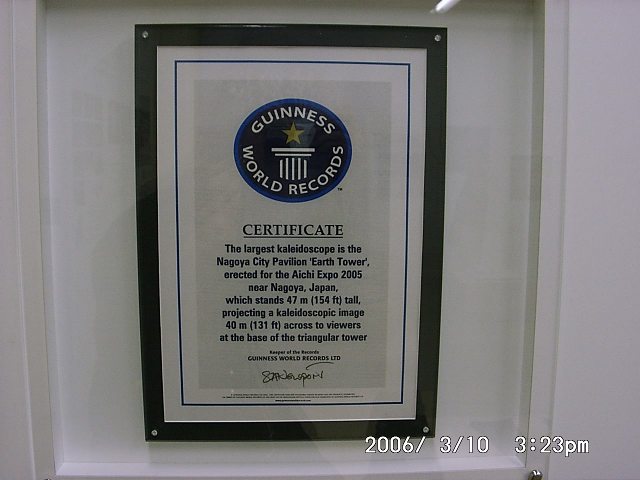 GUINNESS
WORLD RECORDS
TM
CERTIFICATE
The largest kaleidoscope is the
Nagoya City Pavilion 'Earth Tower',
erected for the Aichi Expo 2005
near Nagoya, Japan,
which stands 47 m (154 ft) tall,
projecting a kaleidoscopic image
40 m (131 ft) across to viewers
at the base of the triangular tower
Keeper of the Records
GUINNESS WORLD RECORDS LTD
2006/ 3/10 3:23pm